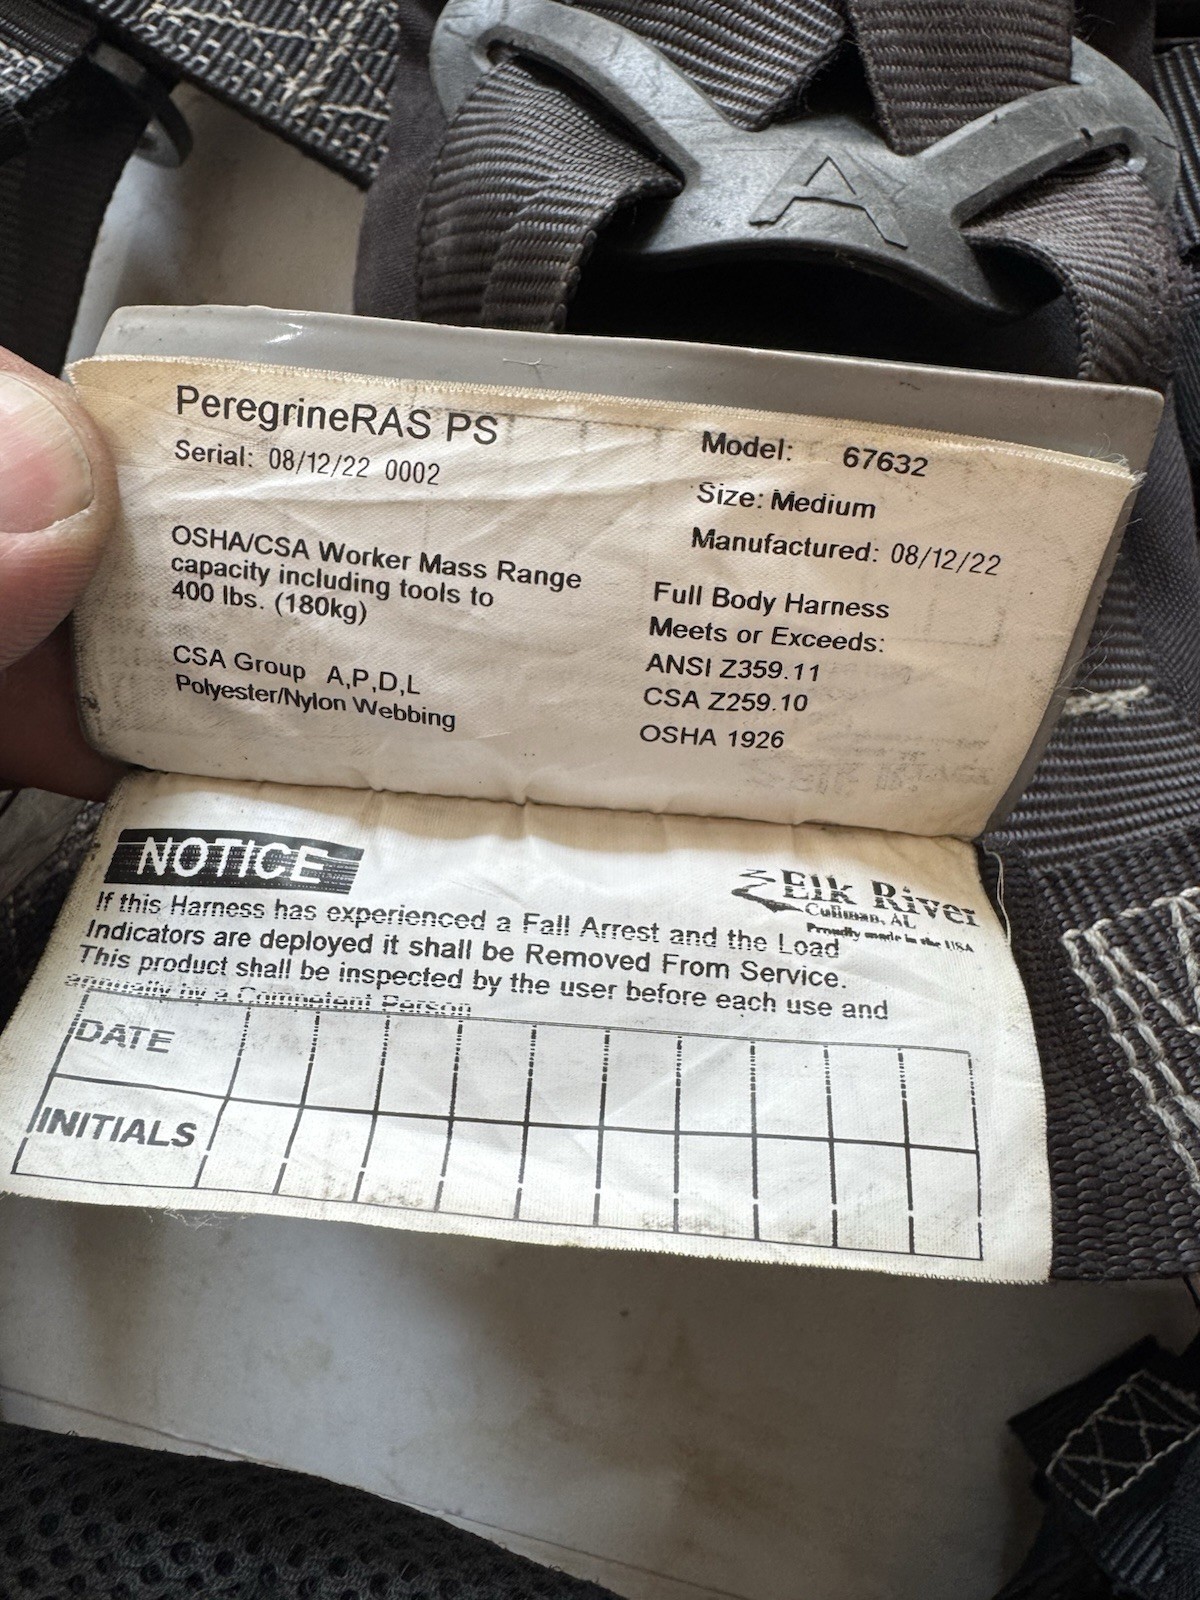 A
PeregrineRAS PS
Serial: 08/12/22 0002
OSHA/CSA Worker Mass Range
capacity including tools to
400 lbs. (180kg)
CSA Group A,P,D,L
Polyester/Nylon Webbing
Model: 67632
Size: Medium
Manufactured: 08/12/22
Full Body Harness
Meets or Exceeds:
ANSI Z359.11
CSA Z259.10
OSHA 1926
NOTICE
Elk River
Cullman, AL
Proudly made in the USA
If this Harness has experienced a Fall Arrest and the Load
Indicators are deployed it shall be Removed From Service.
This product shall be inspected by the user before each use and
annually by a Competent Person
DATE
INITIALS